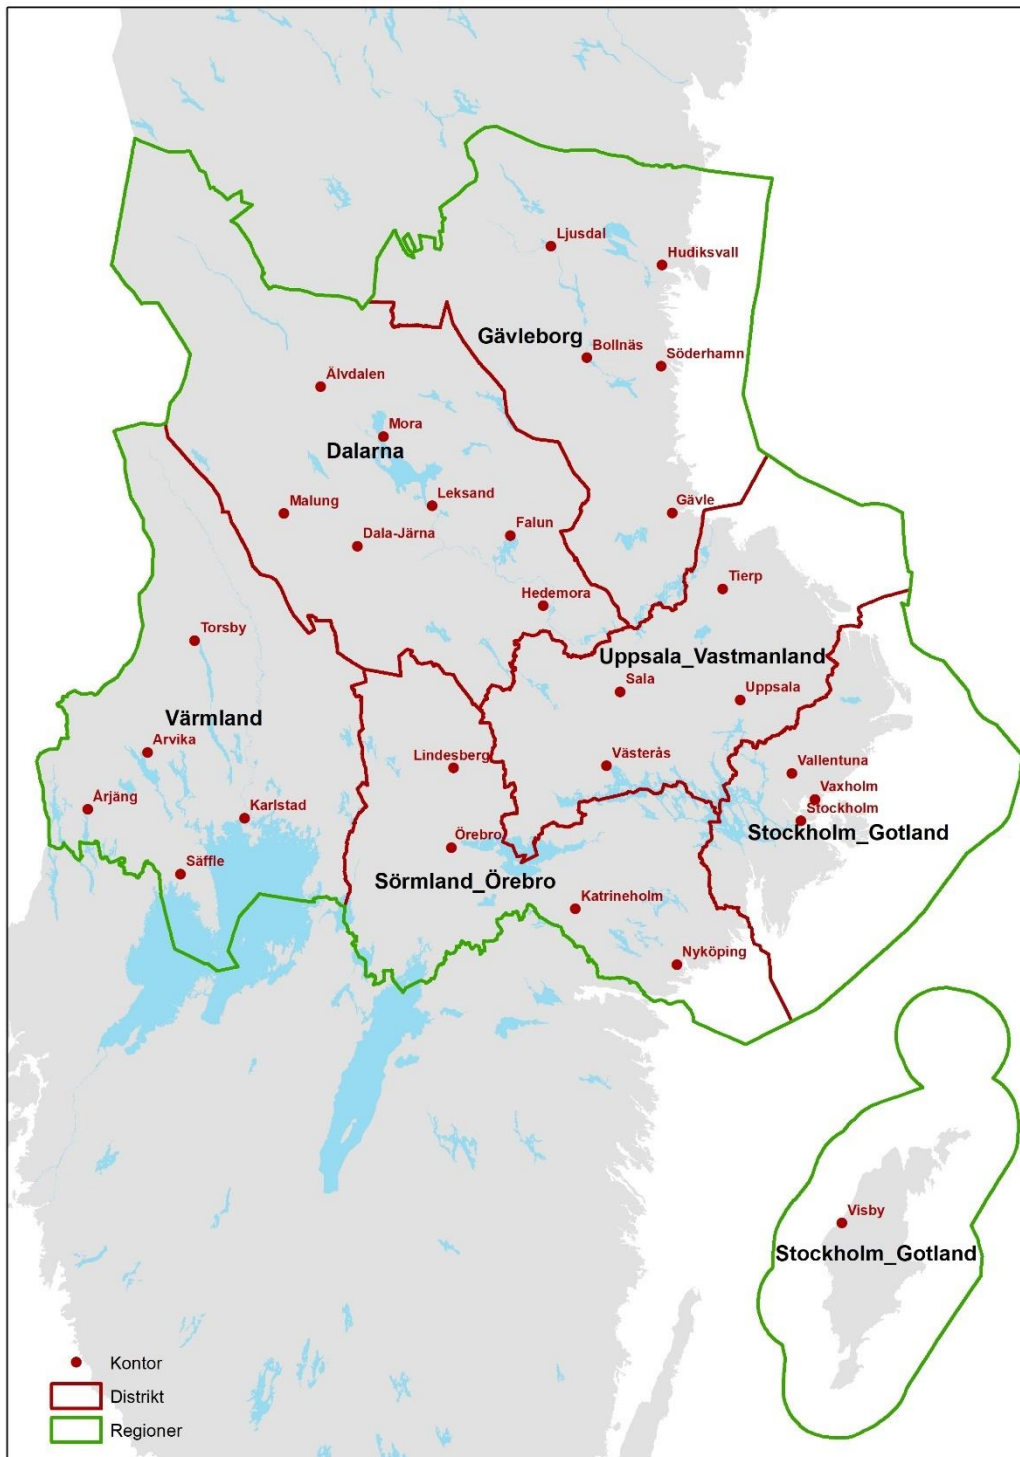 Ljusdal
Hudiksvall
Gävleborg
Bollnäs
Söderhamn
Älvdalen
Mora
Dalarna
Leksand
Malung
Gävle
Falun
Dala-Järna
Tierp
Hedemora
Torsby
Uppsala_Vastmanland
Sala
Uppsala
Värmland
Arvika
Lindesberg
Västerås
Vallentuna
Årjäng
Karlstad
Vaxholm
Stockholm
Örebro
Stockholm_Gotland
Säffle
Sörmland_Örebro
Katrineholm
Nyköping
Visby
Stockholm_Gotland
Kontor
Distrikt
Regioner